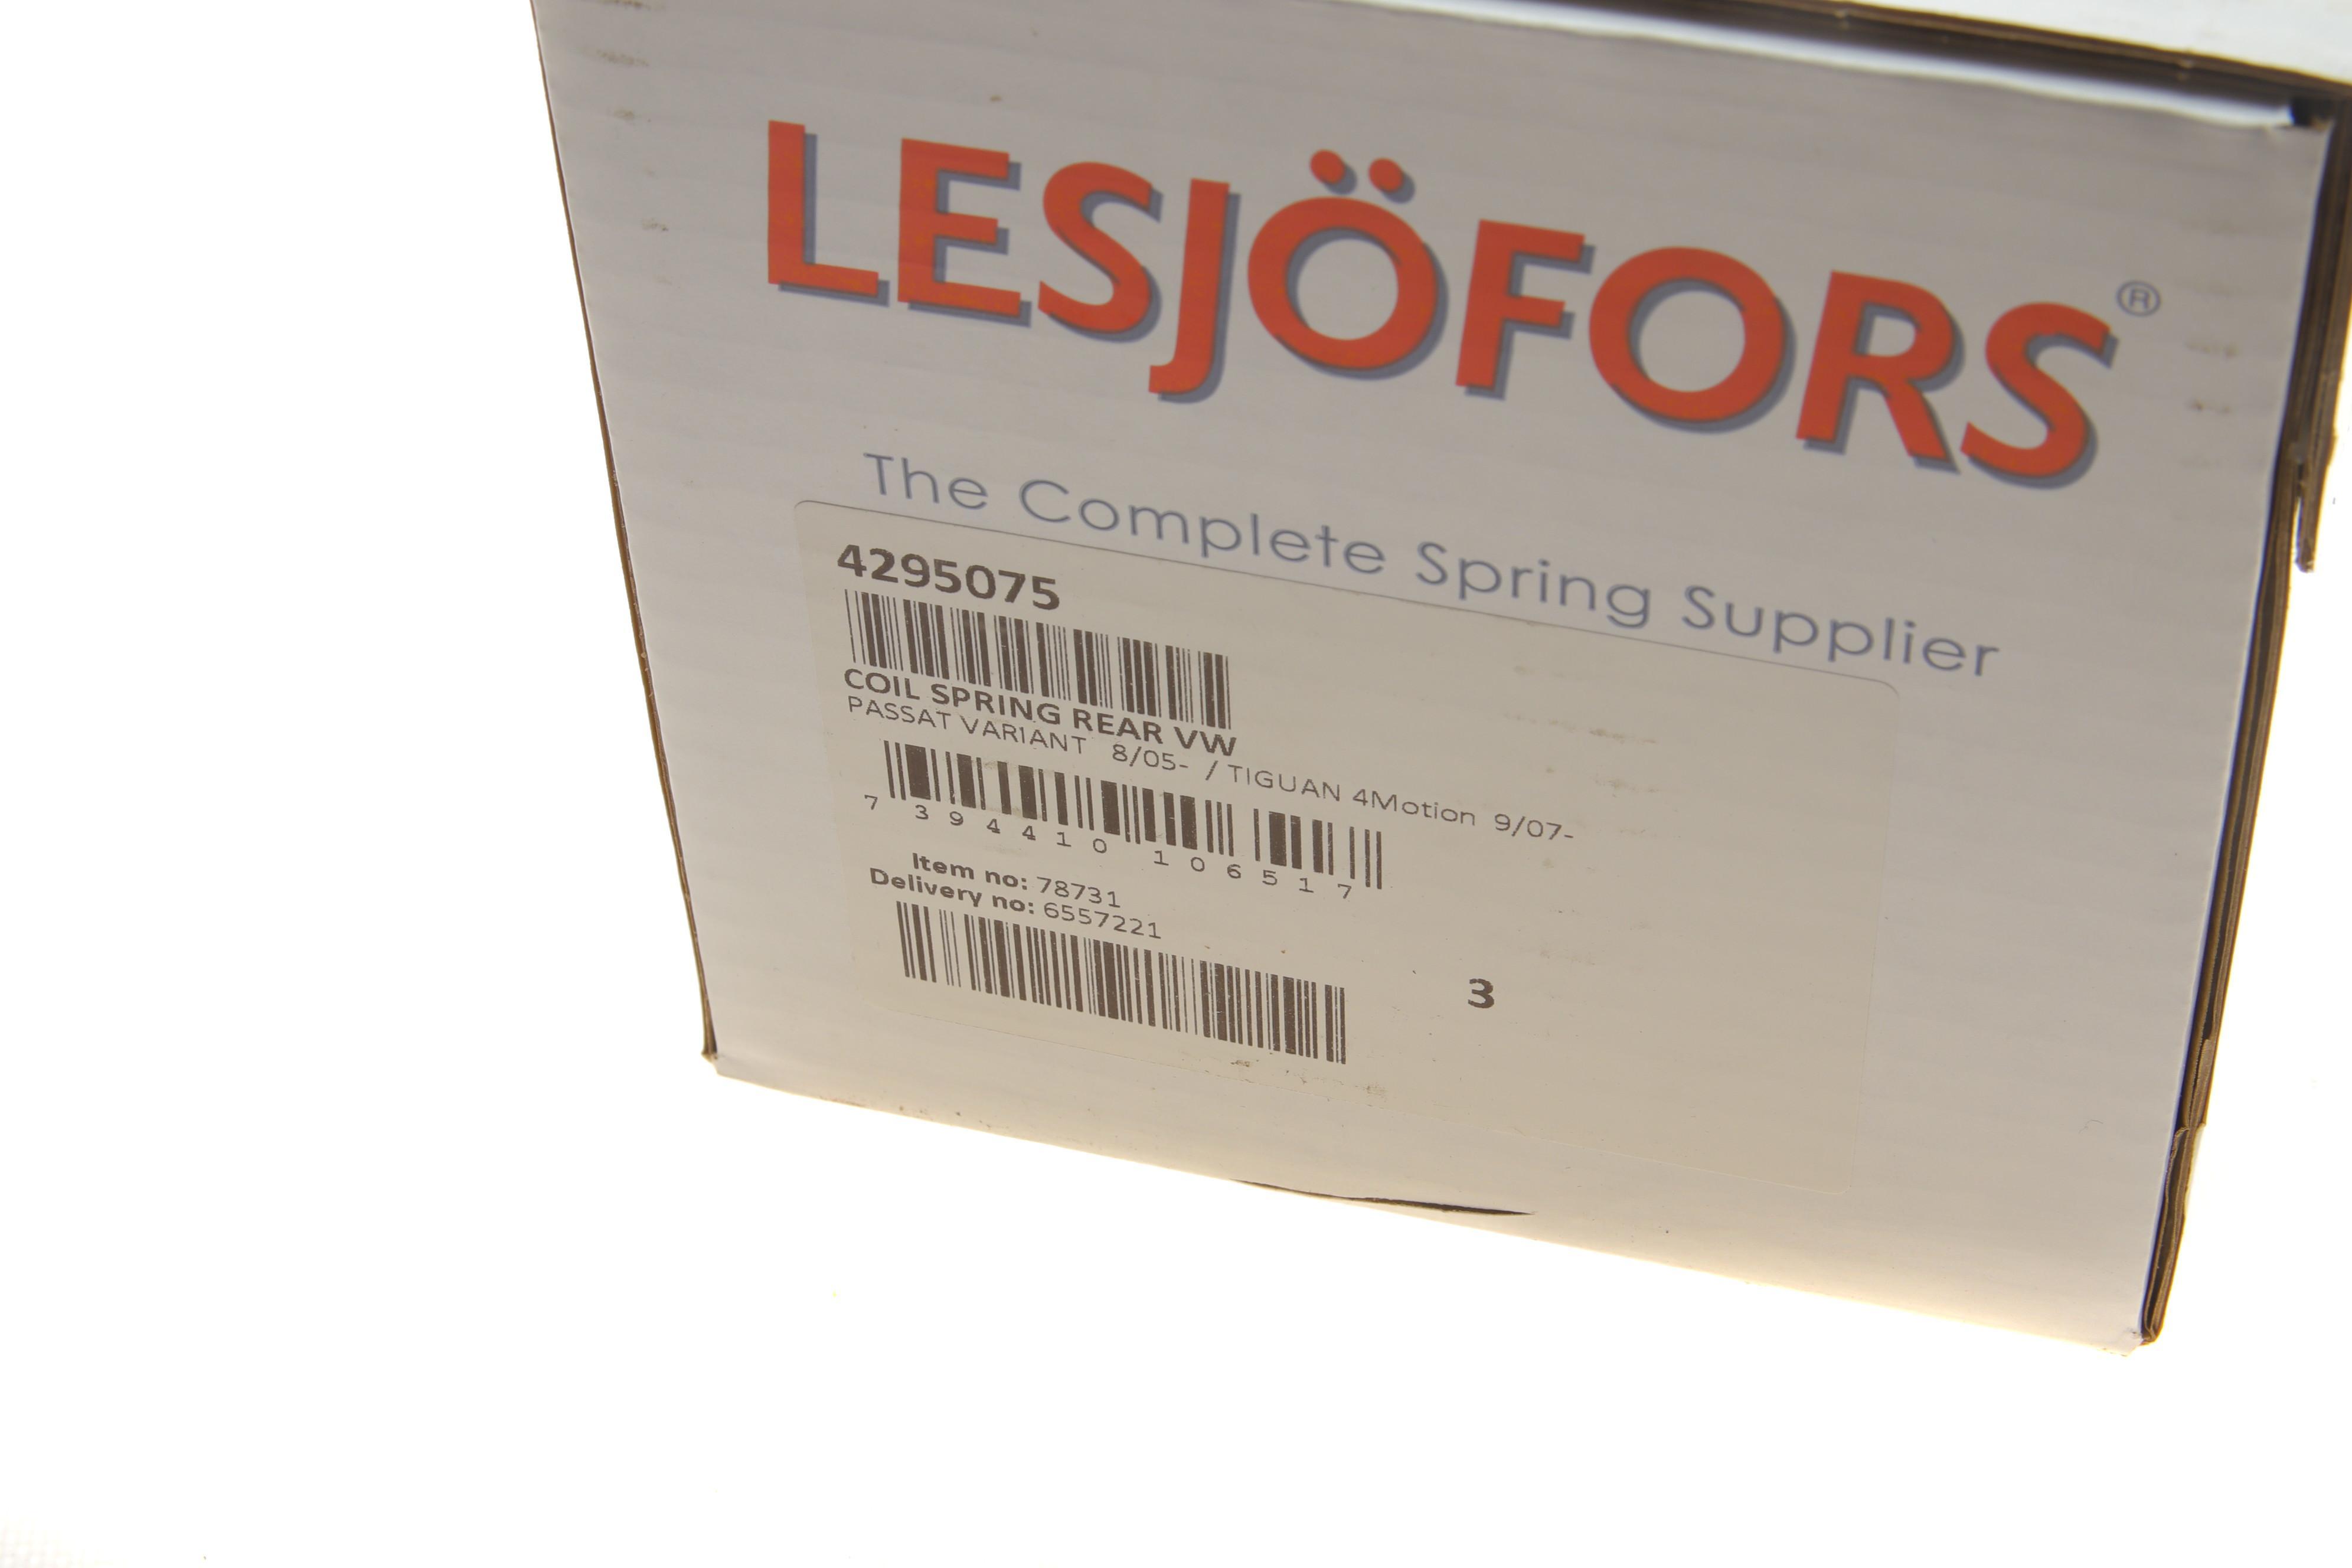 LESJÖFORS®
The Complete Spring Supplier
4295075
COIL SPRING REAR VW
PASSAT VARIANT 8/05- / TIGUAN 4Motion 9/07-
7 394410 106517
Item no: 78731
Delivery no: 6557221
3